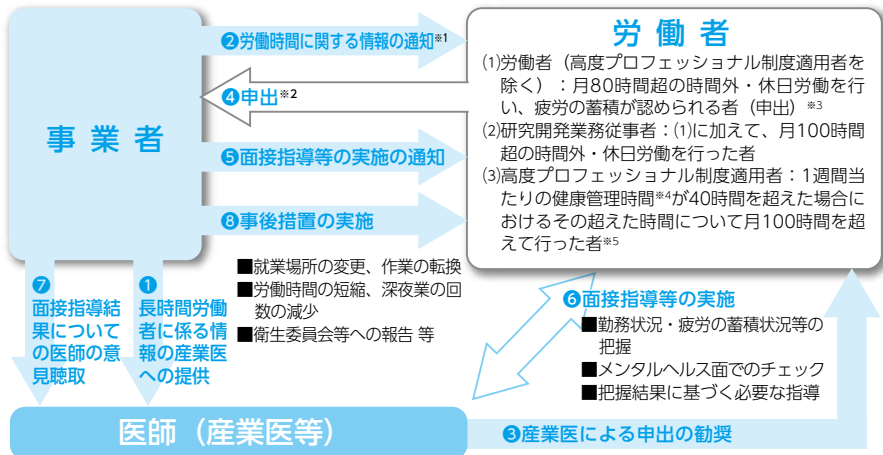 事業者
❷労働時間に関する情報の通知※1
❹申出※2
❺面接指導等の実施の通知
❽事後措置の実施
■就業場所の変更、作業の転換
■労働時間の短縮、深夜業の回
数の減少
■衛生委員会等への報告 等
労働者
⑴労働者（高度プロフェッショナル制度適用者を
除く）：月80時間超の時間外・休日労働を行
い、疲労の蓄積が認められる者（申出）※3
⑵研究開発業務従事者：⑴に加えて、月100時間
超の時間外・休日労働を行った者
⑶高度プロフェッショナル制度適用者：1週間当
たりの健康管理時間※4が40時間を超えた場合に
おけるその超えた時間について月100時間を超
えて行った者※5
❼
面接指導結
果について
の医師の意
見聴取
❶
長時間労働
者に係る情
報の産業医
への提供
❻面接指導等の実施
■勤務状況・疲労の蓄積状況等の
把握
■メンタルヘルス面でのチェック
■把握結果に基づく必要な指導
医師（産業医等）
❸産業医による申出の勧奨